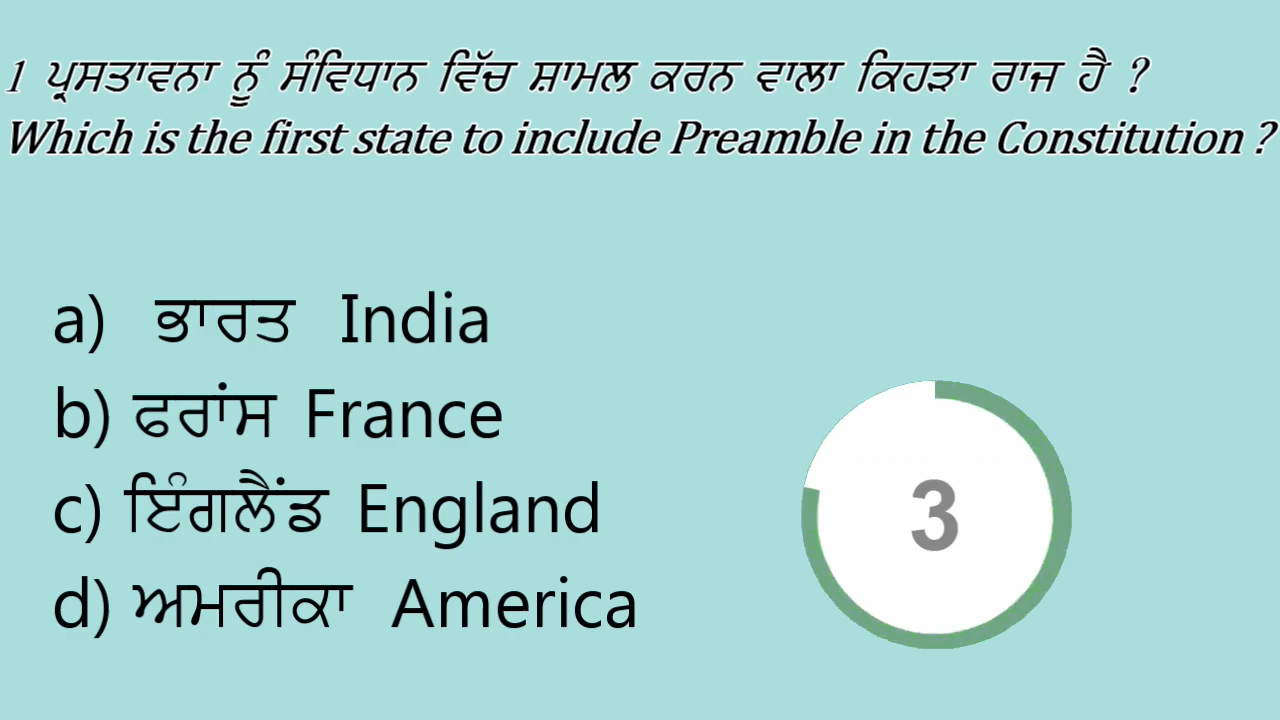 1 ਪ੍ਰਸਤਾਵਨਾ ਨੂੰ ਸੰਵਿਧਾਨ ਵਿੱਚ ਸ਼ਾਮਲ ਕਰਨ ਵਾਲਾ ਕਿਹੜਾ ਰਾਜ ਹੈ ?
Which is the first state to include Preamble in the Constitution ?
a) ਭਾਰਤ India
b) ਫਰਾਂਸ France
c) ਇੰਗਲੈਂਡ England
d) ਅਮਰੀਕਾ America
3